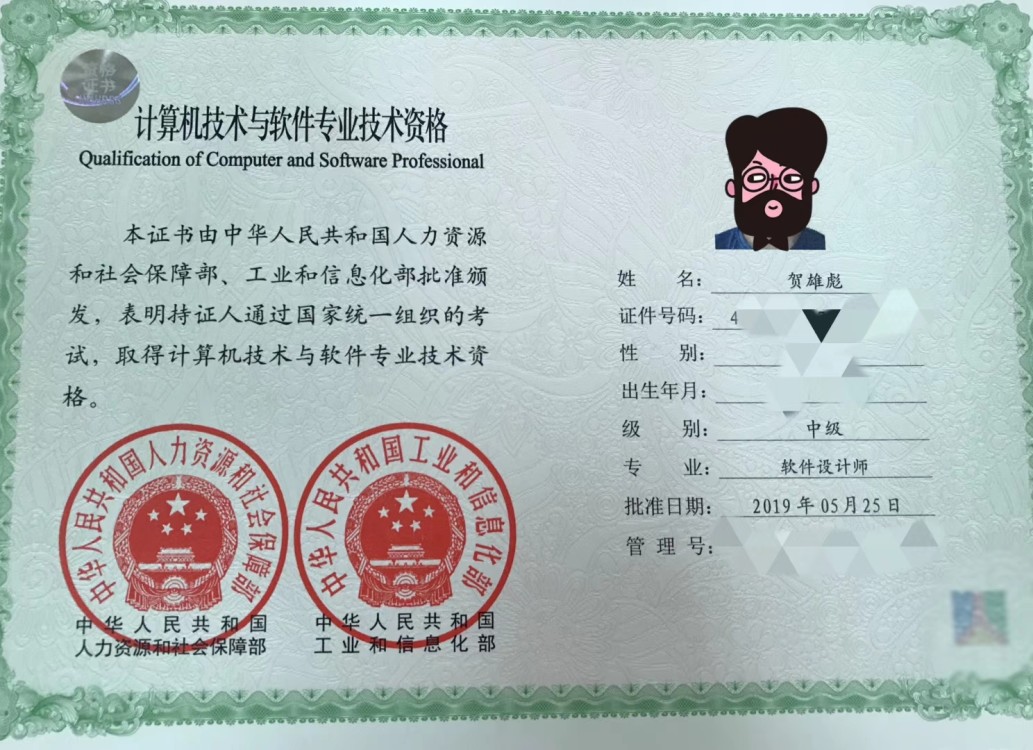 计算机技术与软件专业技术资格
Qualification of Computer and Software Professional
本证书由中华人民共和国人力资源
和社会保障部、工业和信息化部批准颁
发，表明持证人通过国家统一组织的考
试，取得计算机技术与软件专业技术资
格。
中华人民共和国人力资源和社会保障部
中华人民共和国工业和信息化部
中华人民共和国
人力资源和社会保障部
中华人民共和国
工业和信息化部
姓 名： 贺雄彪
证件号码： 4
性 别：
出生年月：
级 别： 中级
专 业： 软件设计师
批准日期： 2019年05月25日
管 理 号：